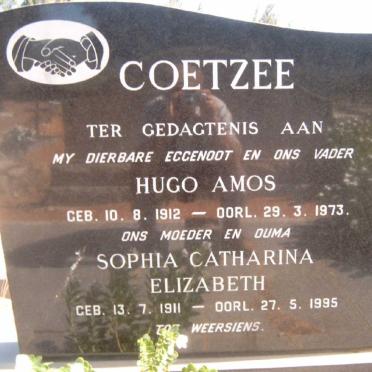 COETZEE
TER GEDAGTENIS AAN
MY DIERBARE EGGENOOT EN ONS VADER
HUGO AMOS
GEB. 10. 8. 1912 — OORL. 29. 3. 1973.
ONS MOEDER EN OUMA
SOPHIA CATHARINA
ELIZABETH
GEB. 13. 7. 1911 — OORL. 27. 5. 1995
TOT WEERSIENS.